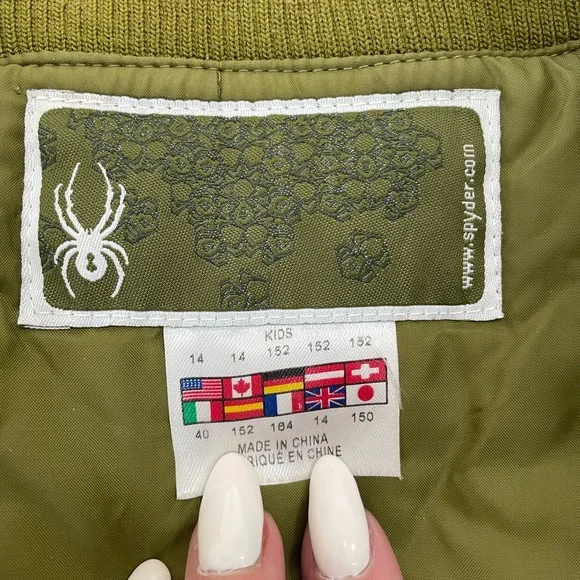 www.spyder.com
KIDS
14 14 152 152 152
40 152 164 14 150
MADE IN CHINA
RIQUÉ EN CHINE